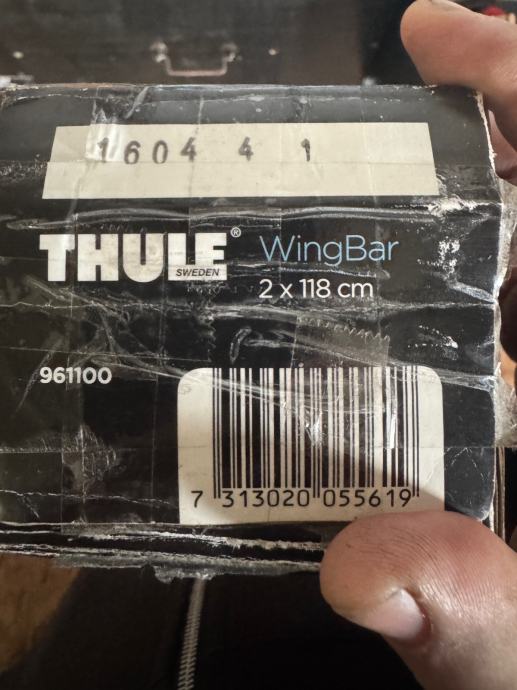 1604 4 1
THULE® WingBar
SWEDEN
2 x 118 cm
961100
7 313020 055619